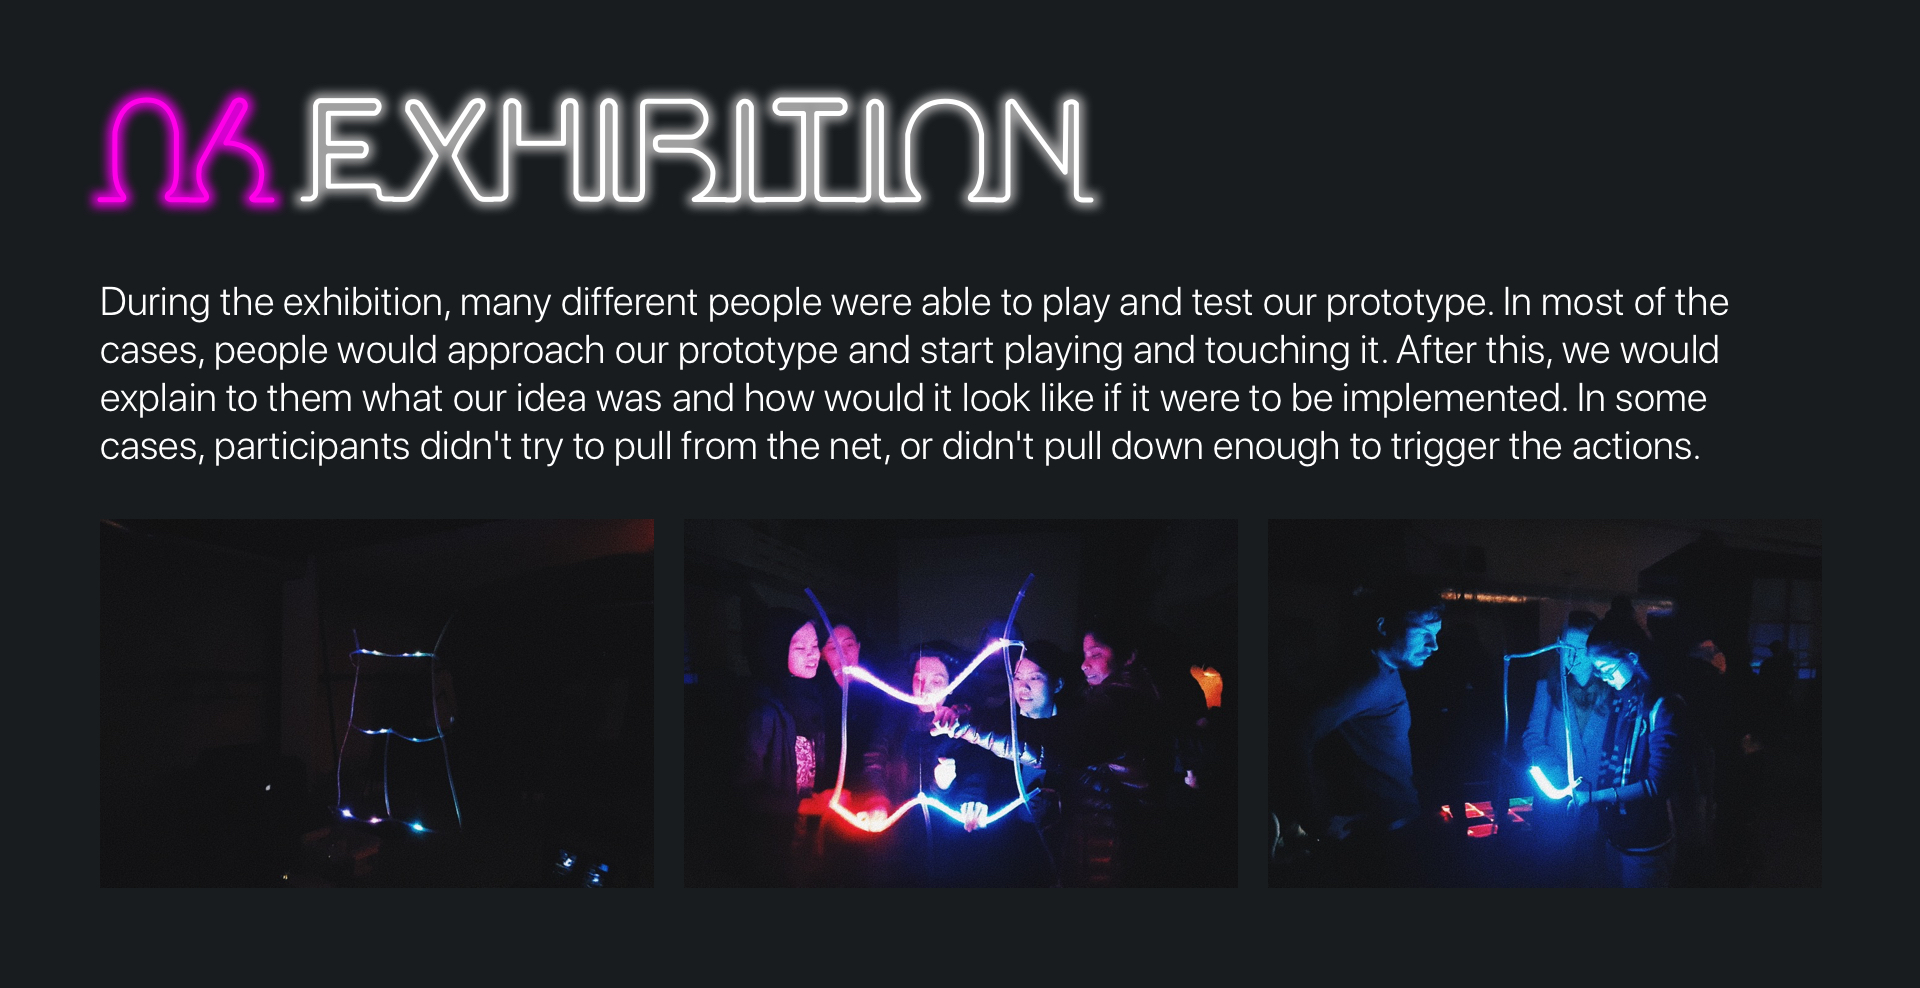 06 EXHIBITION
During the exhibition, many different people were able to play and test our prototype. In most of the
cases, people would approach our prototype and start playing and touching it. After this, we would
explain to them what our idea was and how would it look like if it were to be implemented. In some
cases, participants didn't try to pull from the net, or didn't pull down enough to trigger the actions.